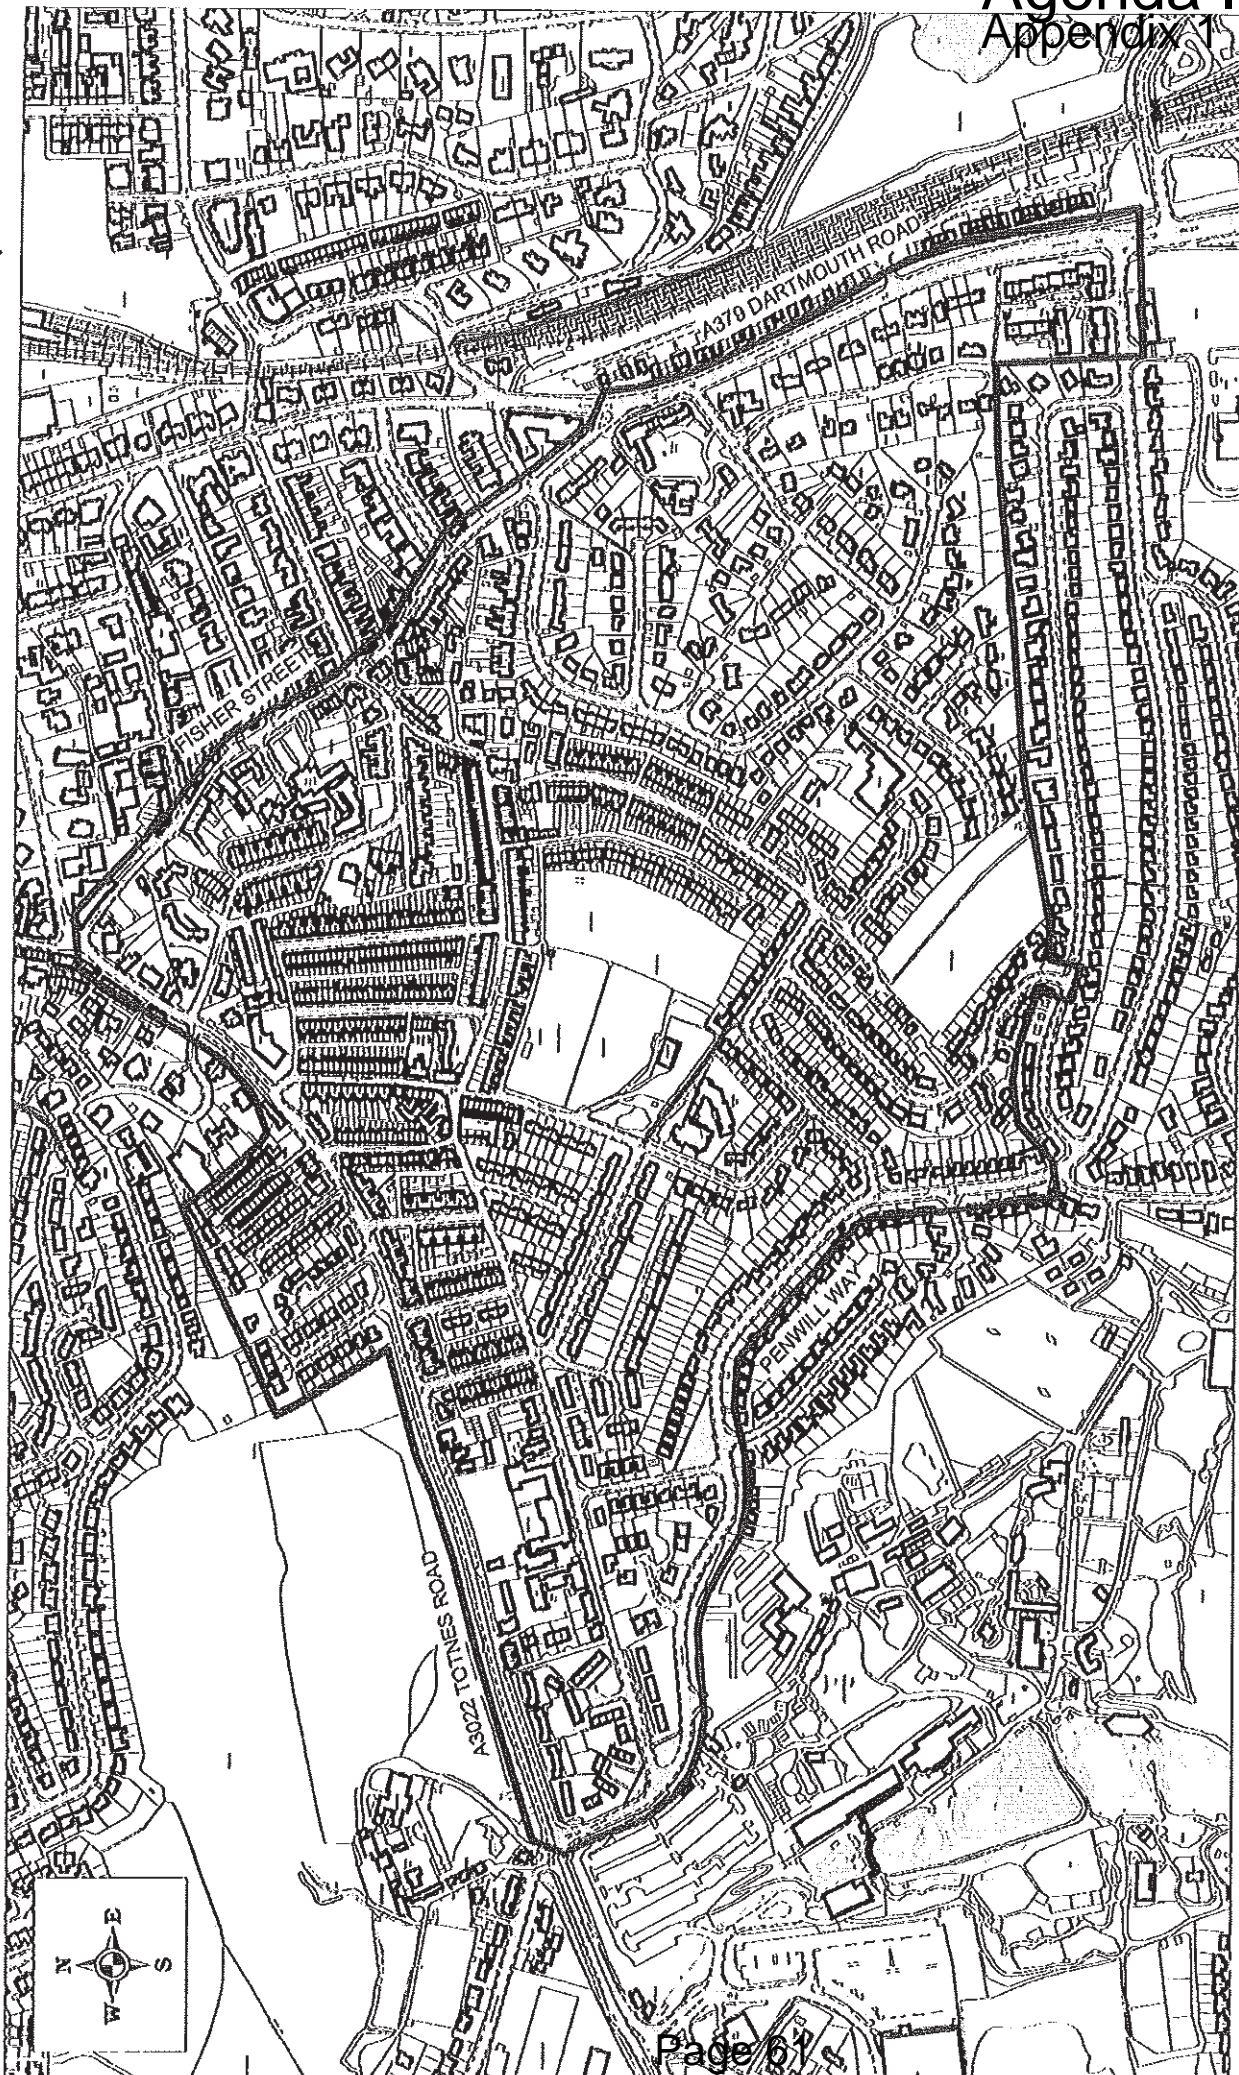 Agenda
Appendix 1
A379 DARTMOUTH ROAD
FISHER STREET
PENWILL WAY
A3022 TOTNES ROAD
E
N
S
W
Page 61